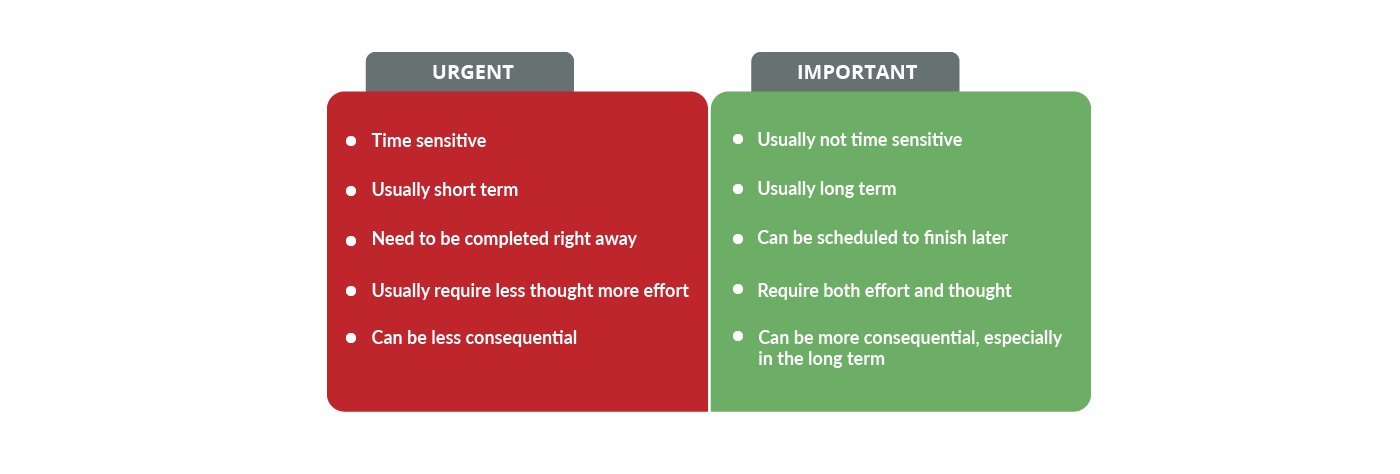 URGENT
Time sensitive
Usually short term
Need to be completed right away
Usually require less thought more effort
Can be less consequential
IMPORTANT
Usually not time sensitive
Usually long term
Can be scheduled to finish later
Require both effort and thought
Can be more consequential, especially
in the long term